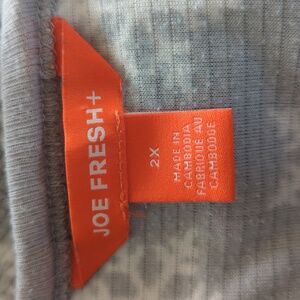 JOE FRESH+
2X
MADE IN
CAMBODIA
FABRIQUÉ AU
CAMBODGE